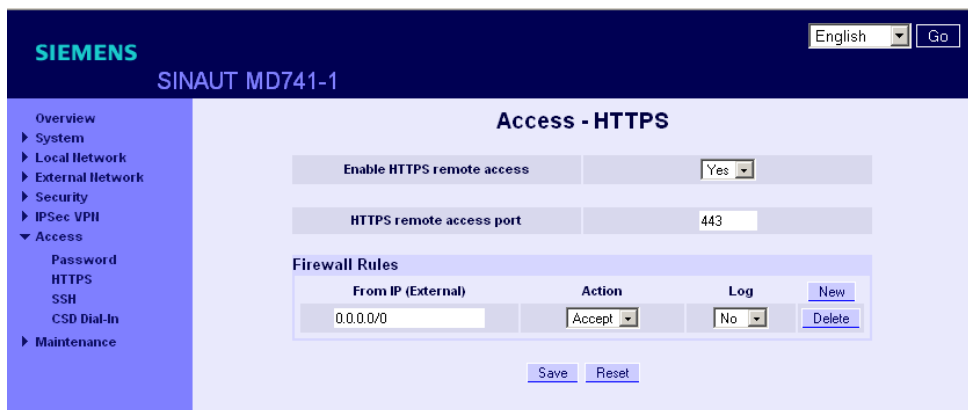 English Go
SIEMENS
SINAUT MD741-1
Overview
System
Local Network
External Network
Security
IPSec VPN
Access
Password
HTTPS
SSH
CSD Dial-In
Maintenance
Access - HTTPS
Enable HTTPS remote access Yes
HTTPS remote access port 443
Firewall Rules
From IP (External) Action Log New
0.0.0.0/0 Accept No Delete
Save Reset